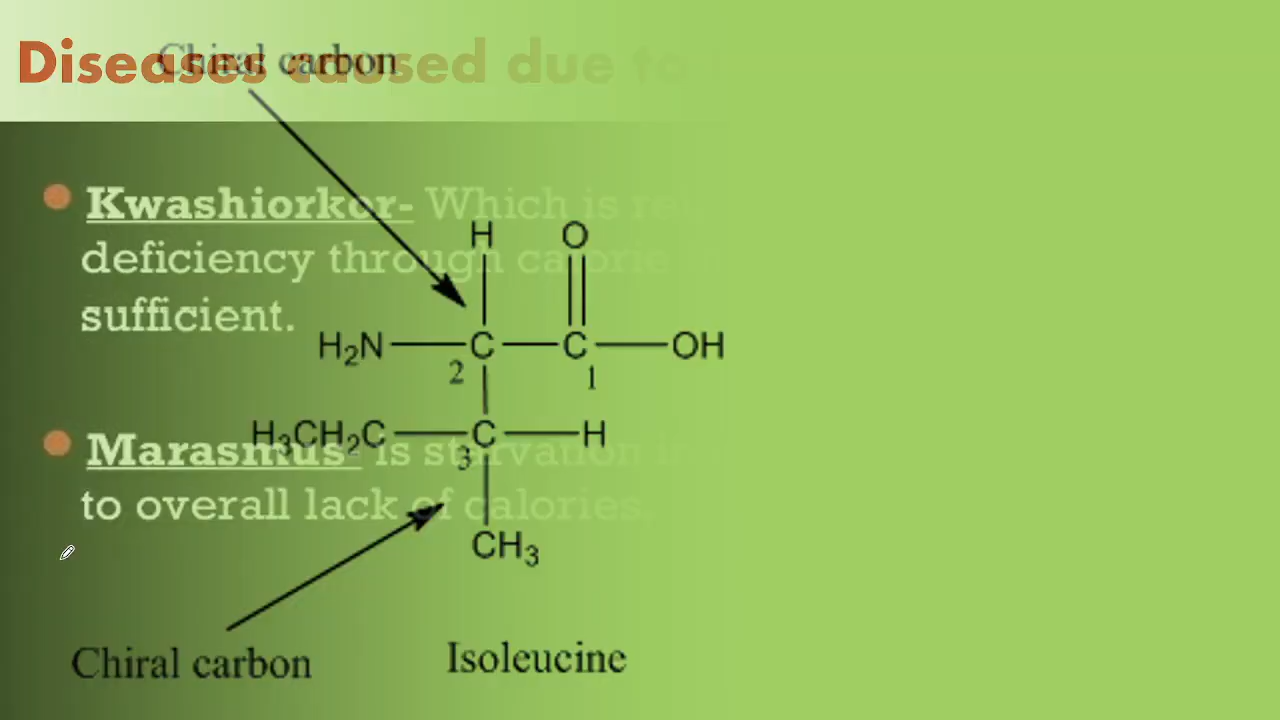 Diseases caused due to
Chiral carbon
Kwashiorkor- Which is
deficiency through calorie
sufficient.
H O
H₂N C C OH
2 1
H₃CH₂C C H
3
Marasmus- is starvation
to overall lack of calories.
CH₃
Chiral carbon
Isoleucine